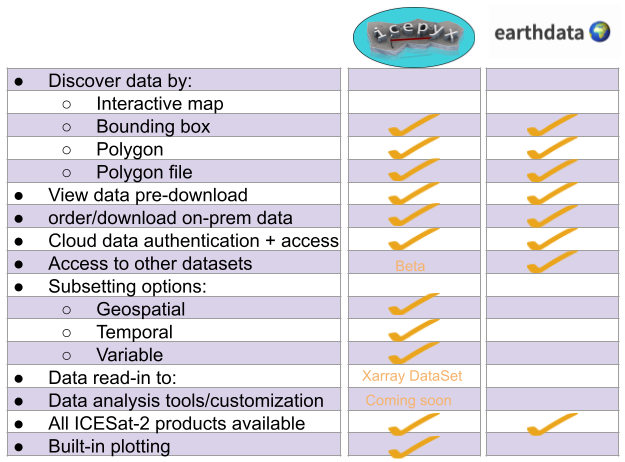 icepyx
earthdata
● Discover data by:
○ Interactive map
○ Bounding box
○ Polygon
○ Polygon file
● View data pre-download
● order/download on-prem data
● Cloud data authentication + access
● Access to other datasets Beta
● Subsetting options:
○ Geospatial
○ Temporal
○ Variable
● Data read-in to: Xarray DataSet
● Data analysis tools/customization Coming soon
● All ICESat-2 products available
● Built-in plotting